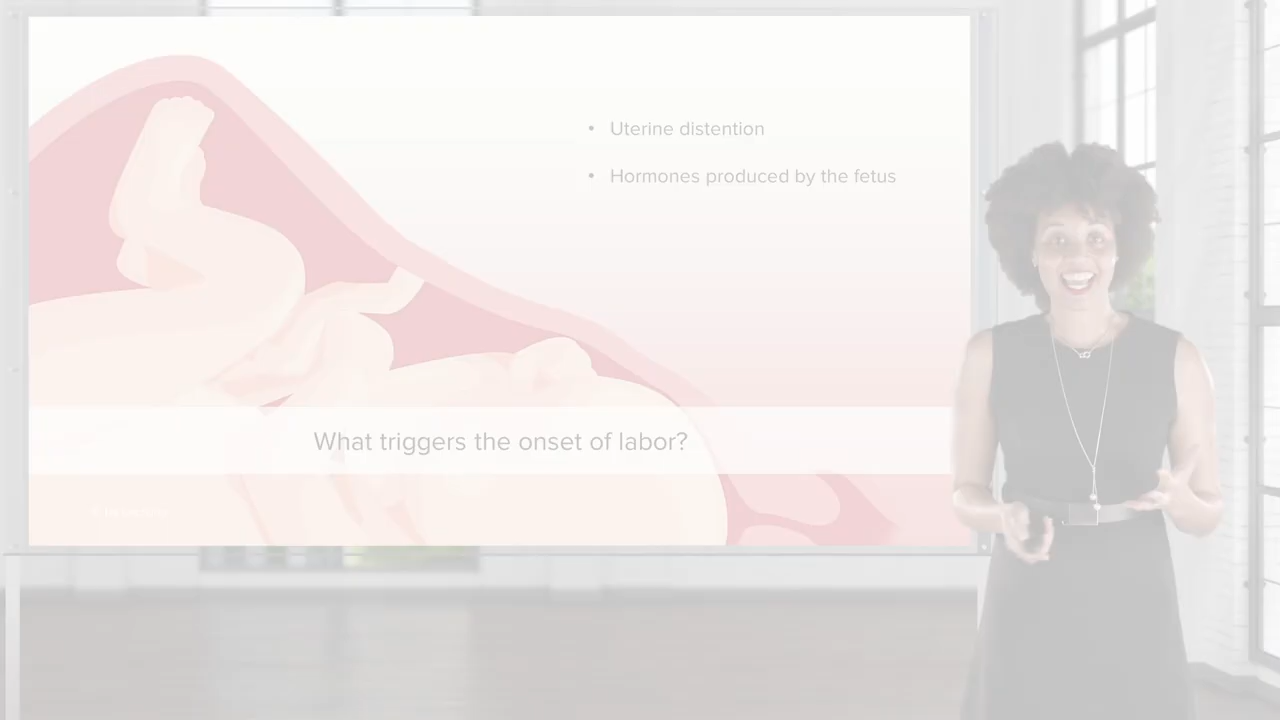 • Uterine distention
• Hormones produced by the fetus
What triggers the onset of labor?